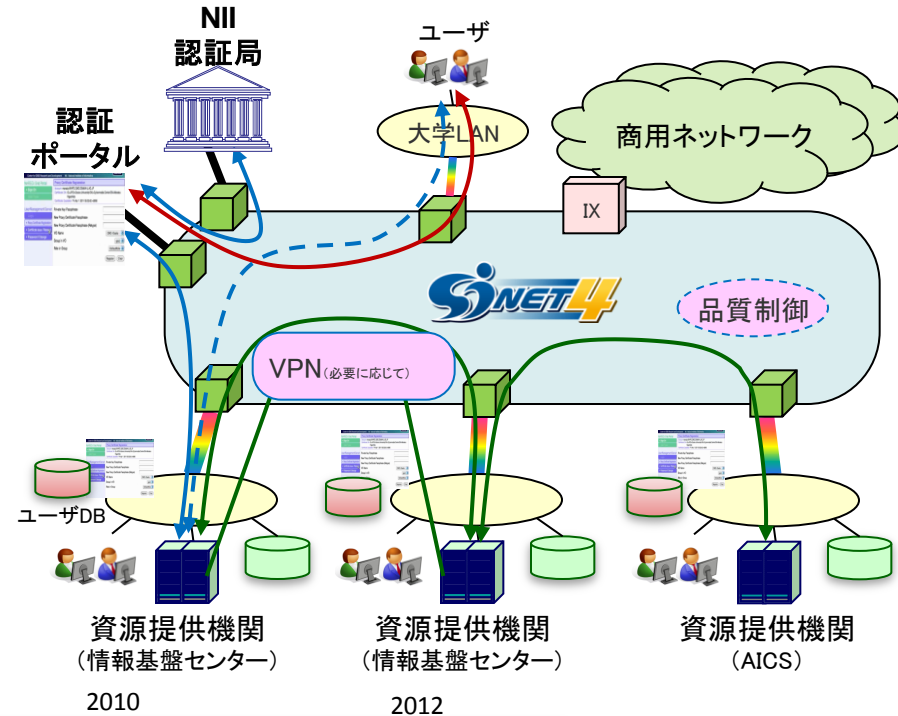 NII
認証局
認証
ポータル
ユーザ
大学LAN
商用ネットワーク
IX
SINET4
品質制御
VPN(必要に応じて)
ユーザDB
資源提供機関
(情報基盤センター)
資源提供機関
(情報基盤センター)
資源提供機関
(AICS)
2010
2012